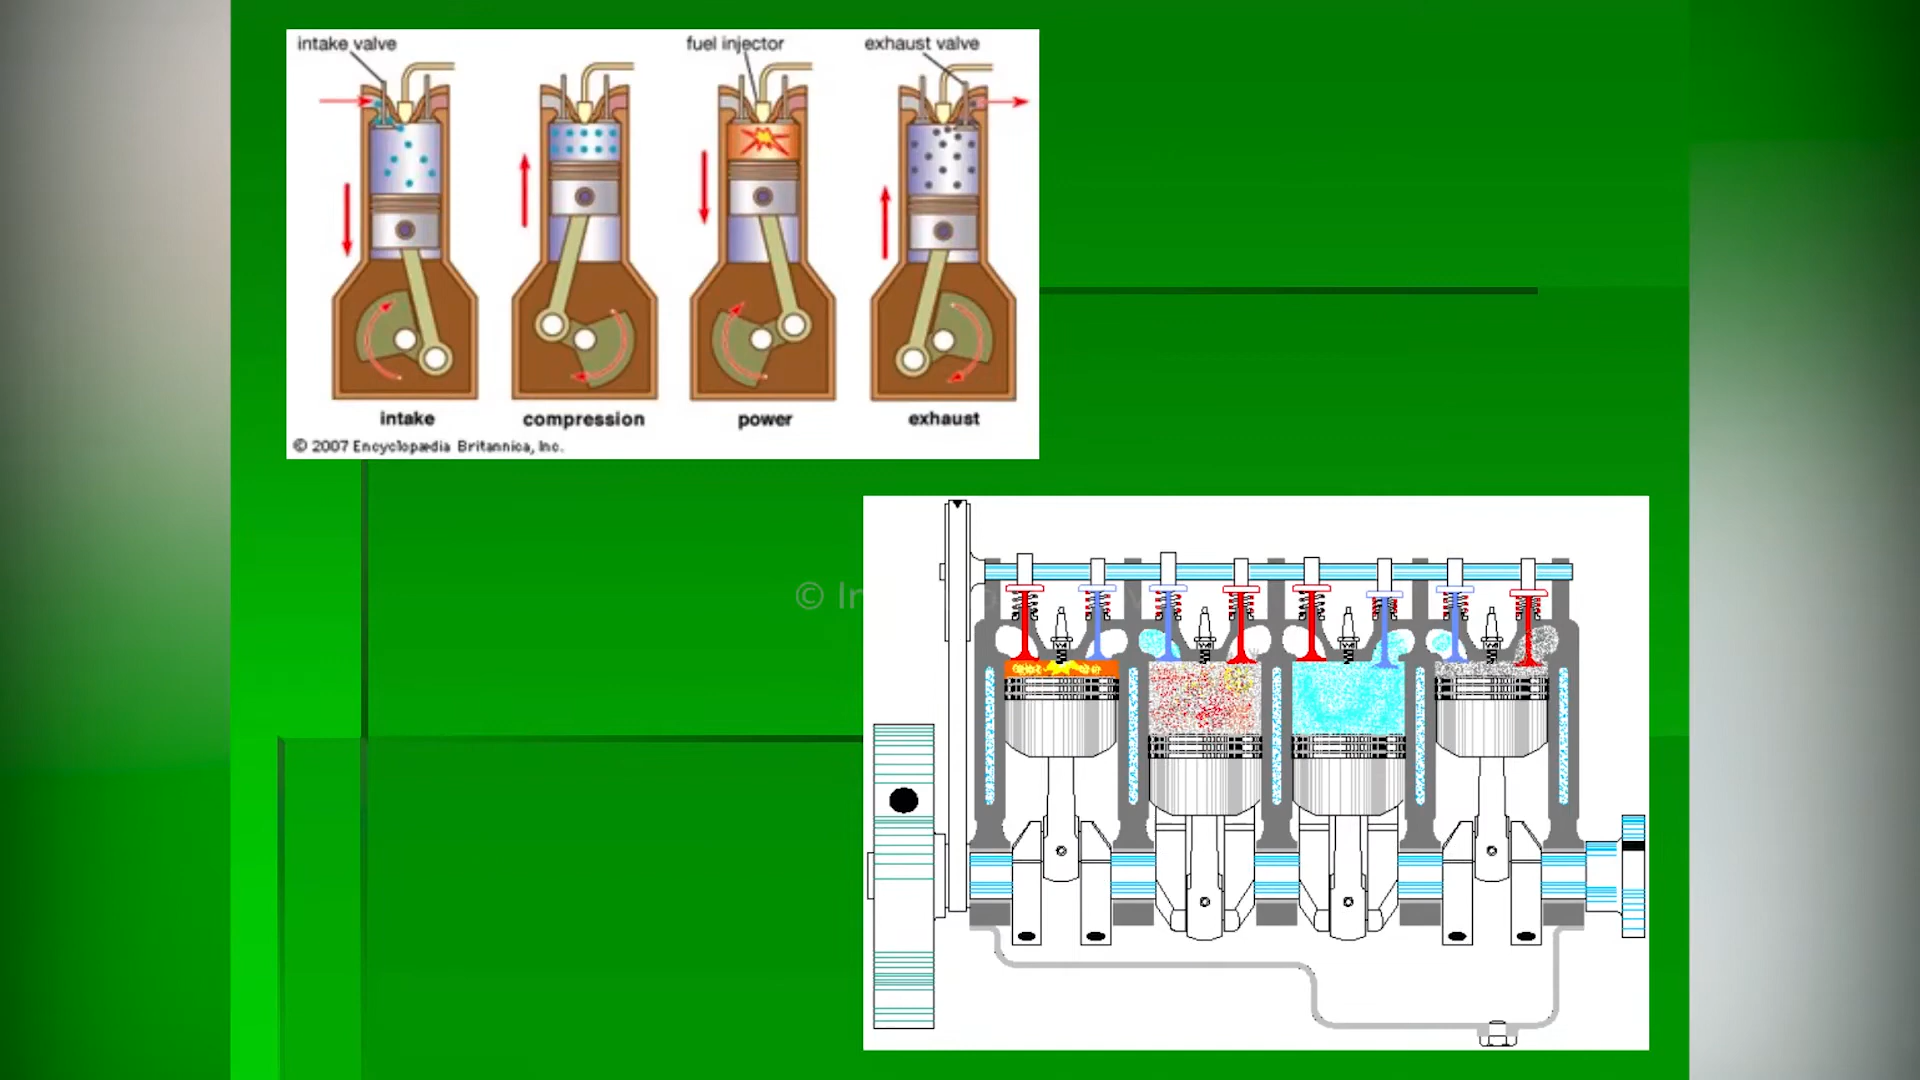 intake valve
fuel injector
exhaust valve
intake
compression
power
exhaust
© 2007 Encyclopædia Britannica, Inc.
©